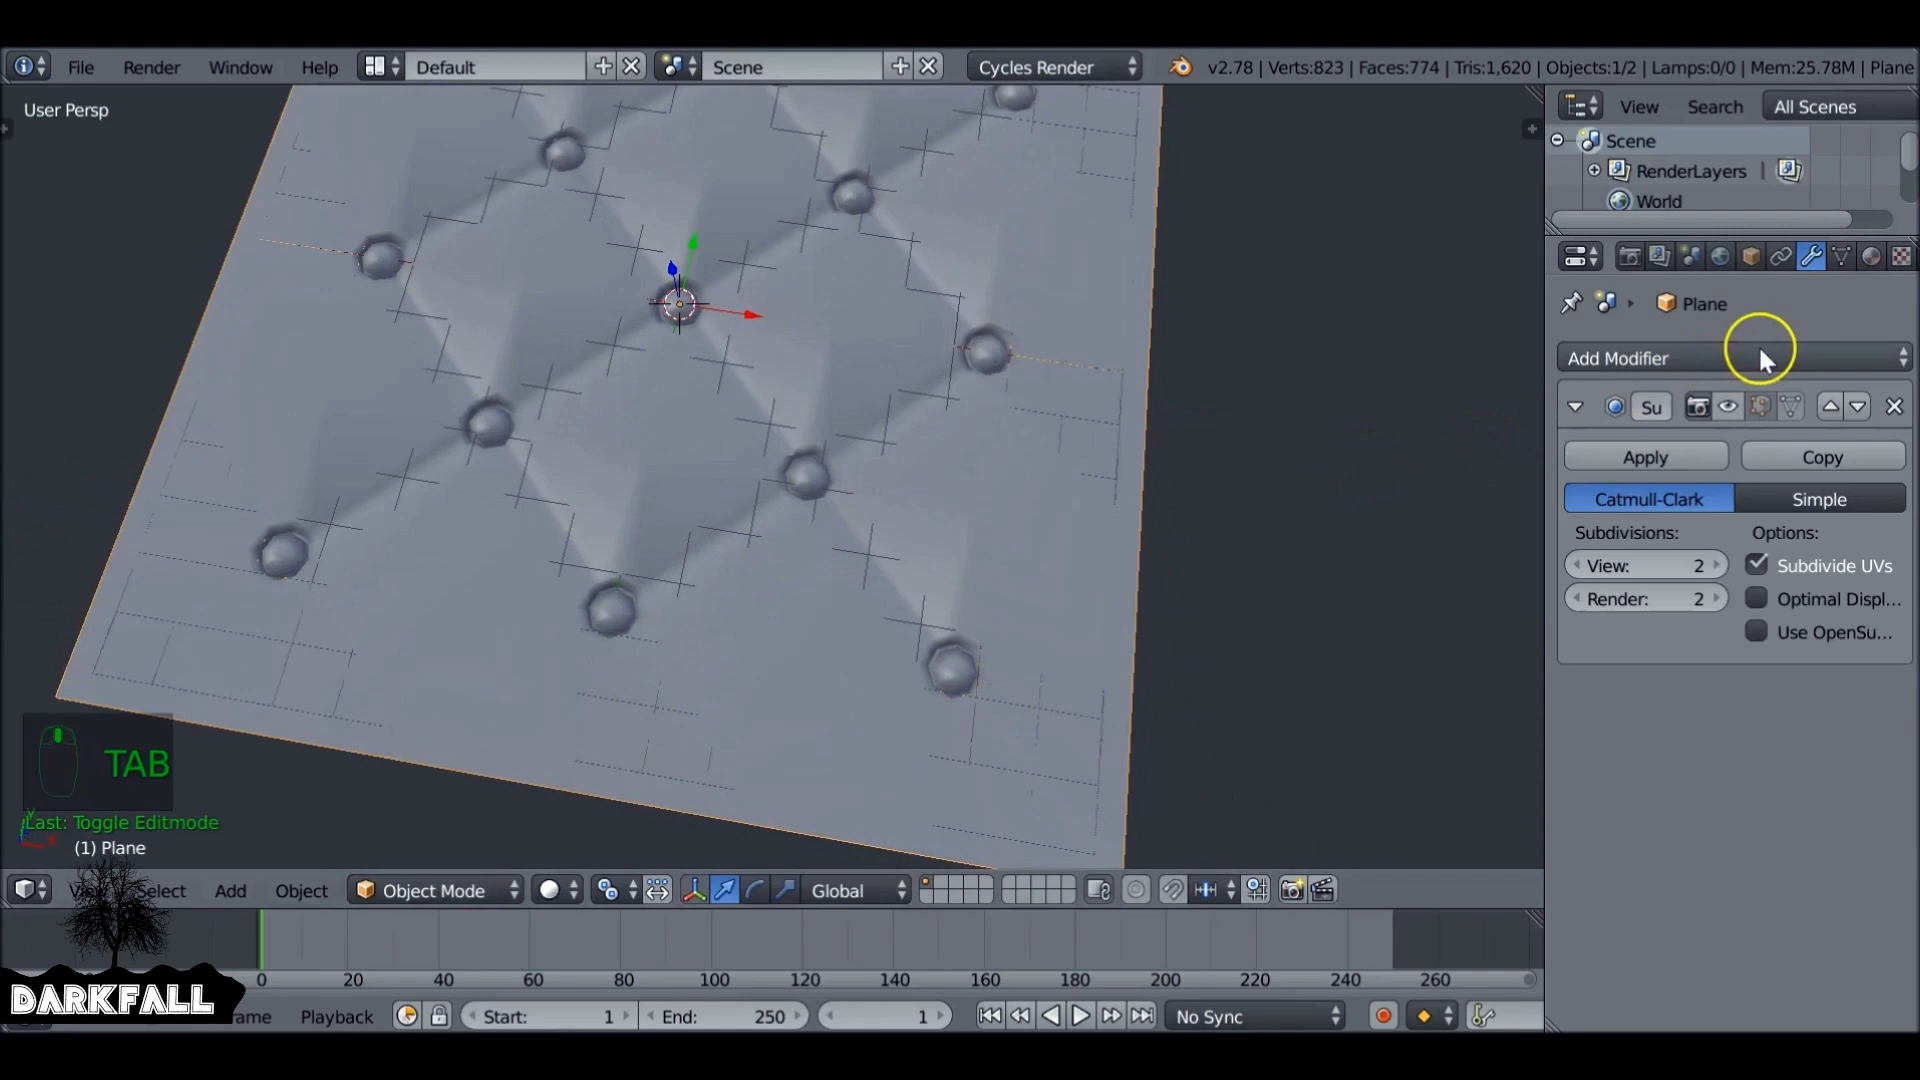 File Render Window Help Default Scene Cycles Render v2.78 | Verts:823 | Faces:774 | Tris:1,620 | Objects:1/2 | Lamps:0/0 | Mem:25.78M | Plane
User Persp
View Search All Scenes
Scene
RenderLayers |
World
Plane
Add Modifier
Su
Apply Copy
Catmull-Clark Simple
Subdivisions: Options:
View: 2 Subdivide UVs
Render: 2 Optimal Displ...
Use OpenSu...
TAB
Last: Toggle Editmode
(1) Plane
View Select Add Object Object Mode Global
0 20 40 60 80 100 120 140 160 180 200 220 240 260
DARKFALL
Playback Start: 1 End: 250 1 No Sync